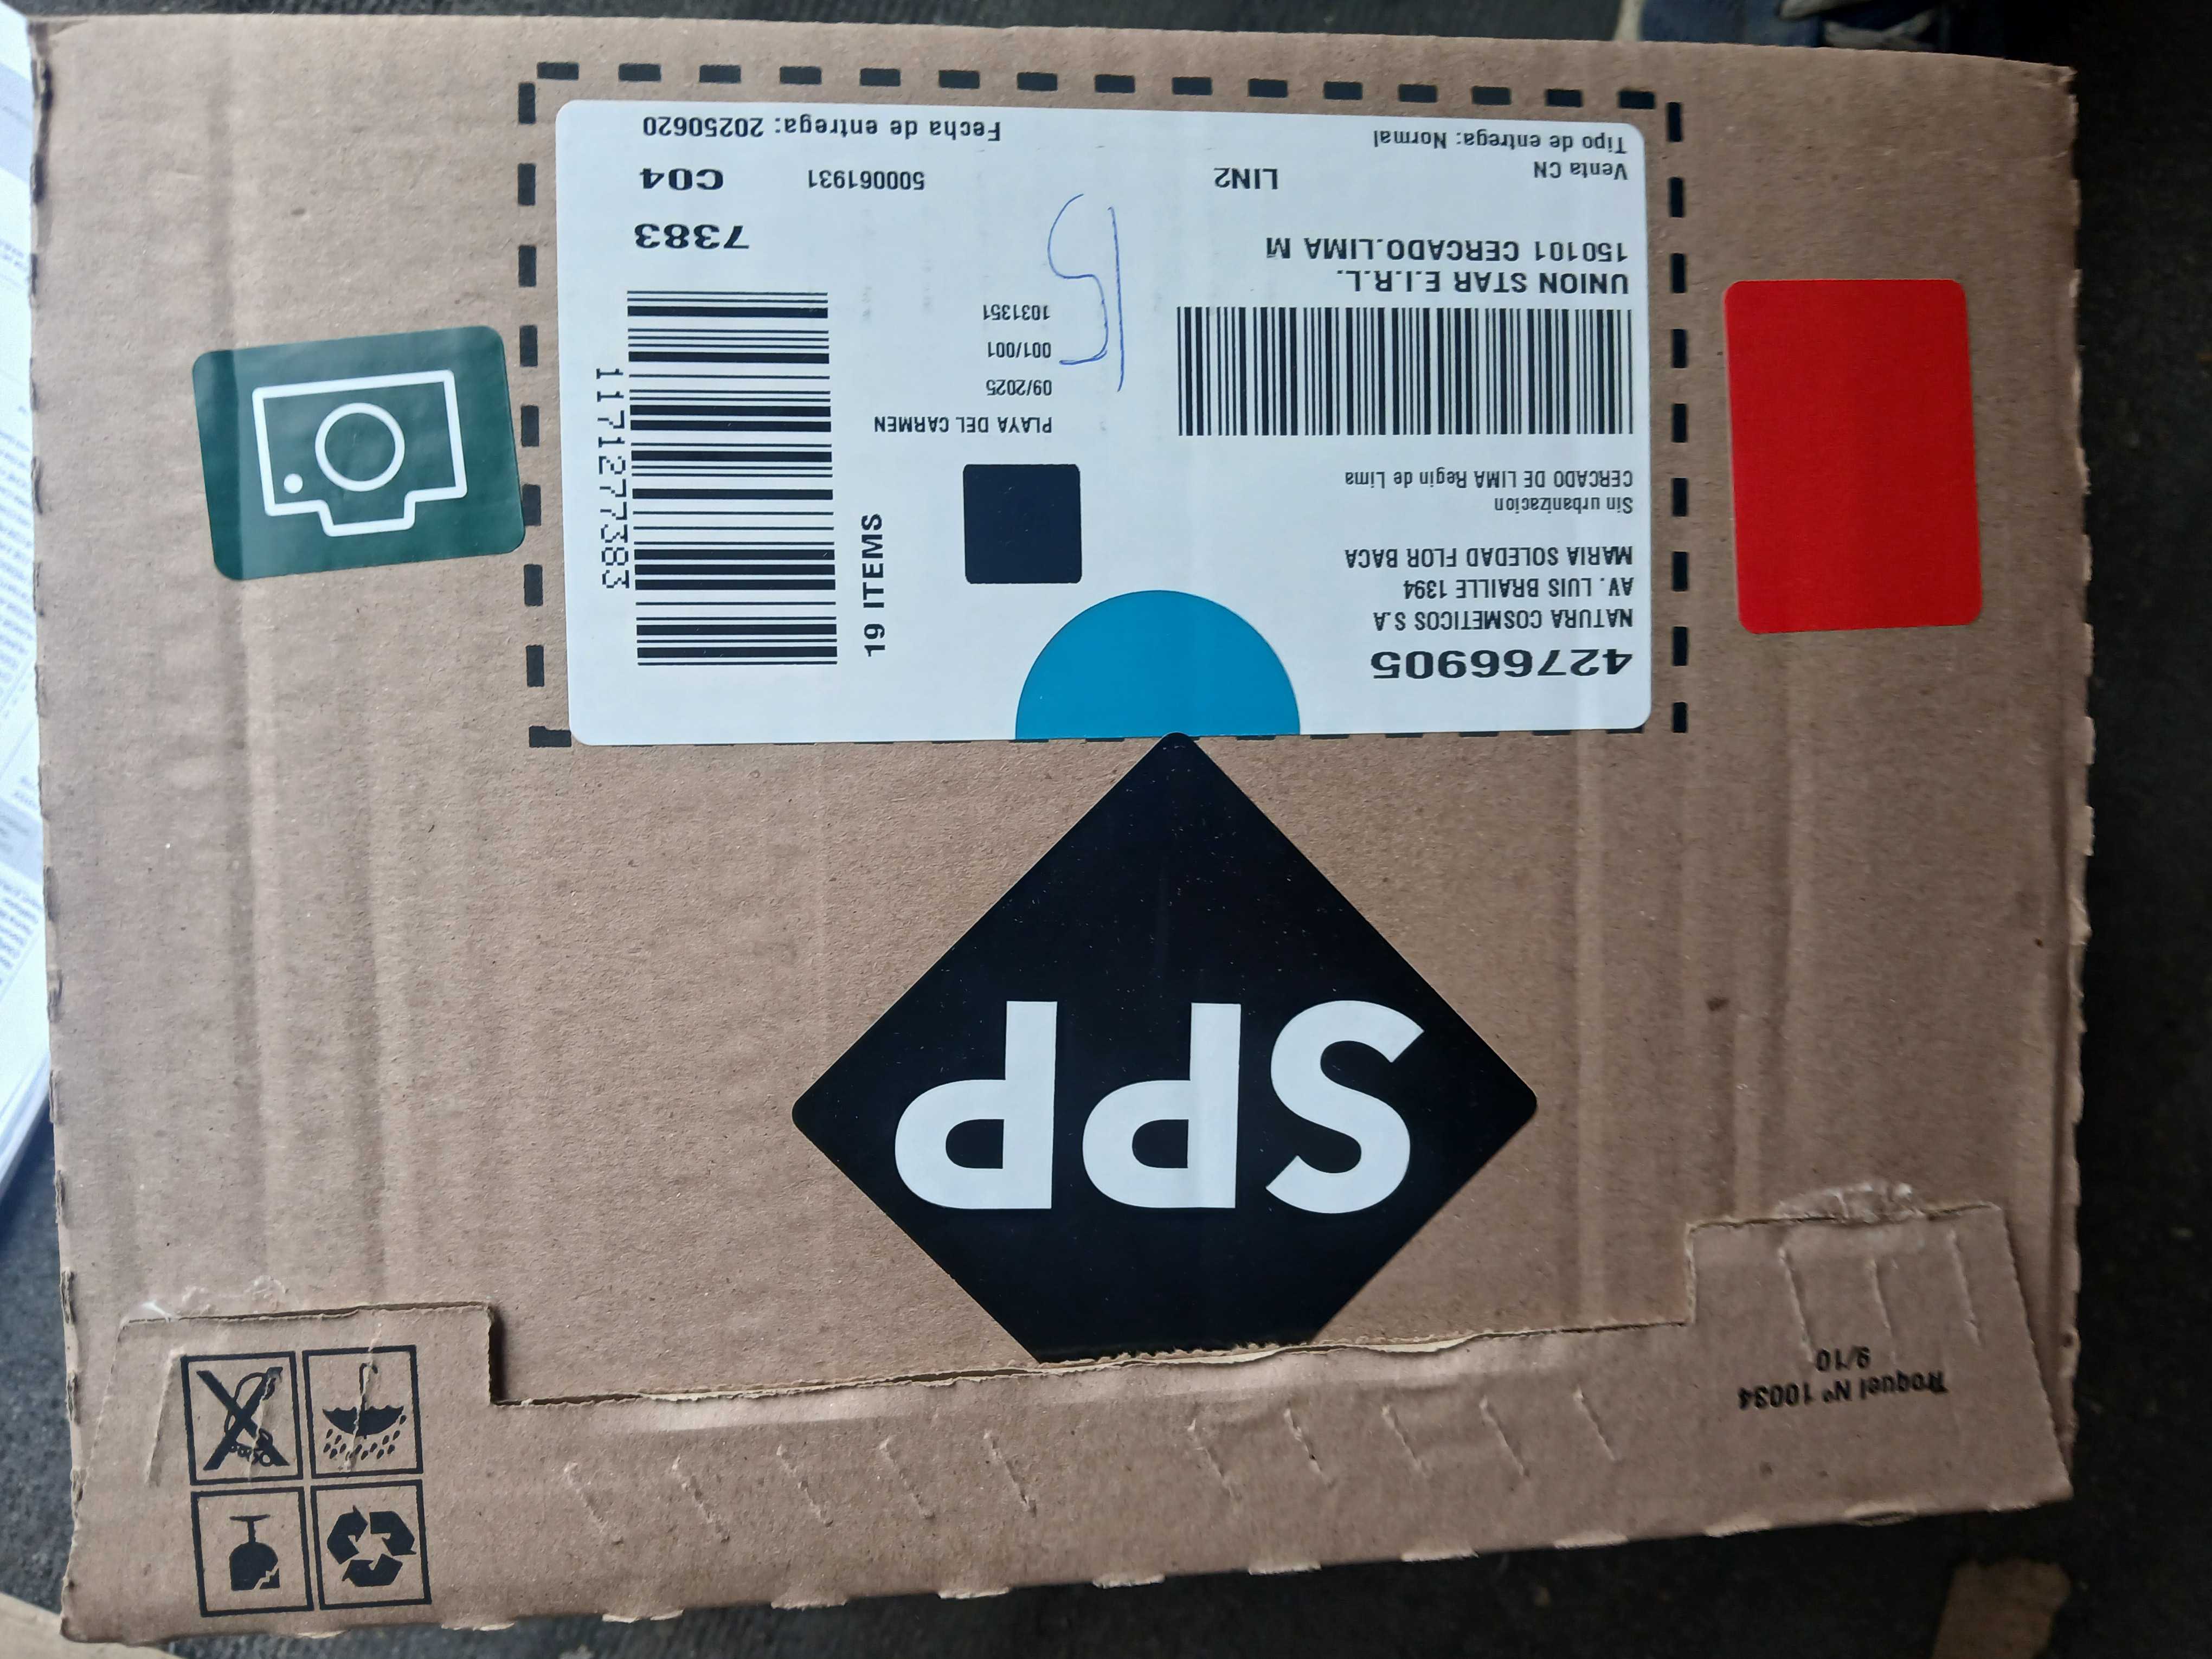 Troquel Nº 10034
9/10
SPP
42766905
NATURA COSMETICOS S.A
AV. LUIS BRAILLE 1394
MARIA SOLEDAD FLOR BACA
Sin urbanizacion
CERCADO DE LIMA Regin de Lima
UNION STAR E.I.R.L.
150101 CERCADO.LIMA M
Venta CN
LIN2
Tipo de entrega: Normal
PLAYA DEL CARMEN
09/2025
001/001
1031351
15
19 ITEMS
1171277383
7383
500061931
C04
Fecha de entrega: 20250620